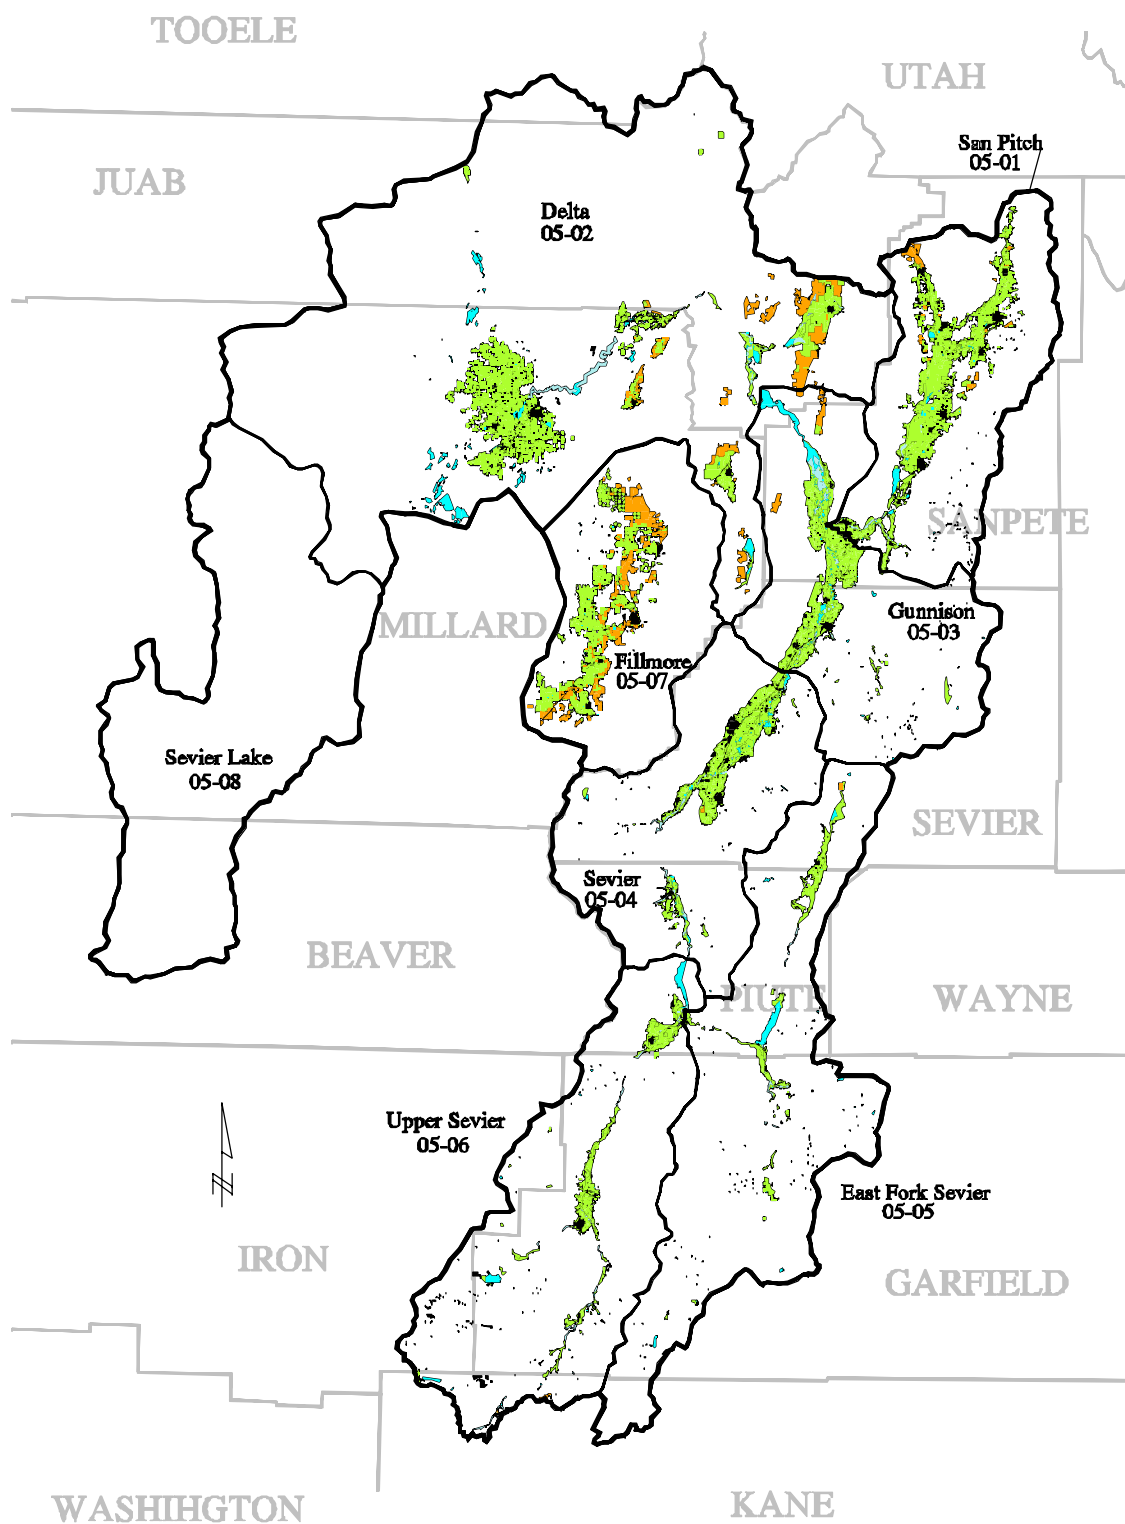 TOOELE
UTAH
San Pitch
05-01
JUAB
Delta
05-02
SANPETE
Gunnison
05-03
MILLARD
Fillmore
05-07
Sevier Lake
05-08
SEVIER
Sevier
05-04
BEAVER
PIUTE
WAYNE
Upper Sevier
05-06
East Fork Sevier
05-05
IRON
GARFIELD
WASHIHGTON
KANE
N